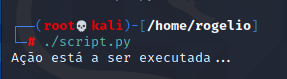 ┌──(root💀kali)-[/home/rogelio]
└─# ./script.py
Ação está a ser executada...